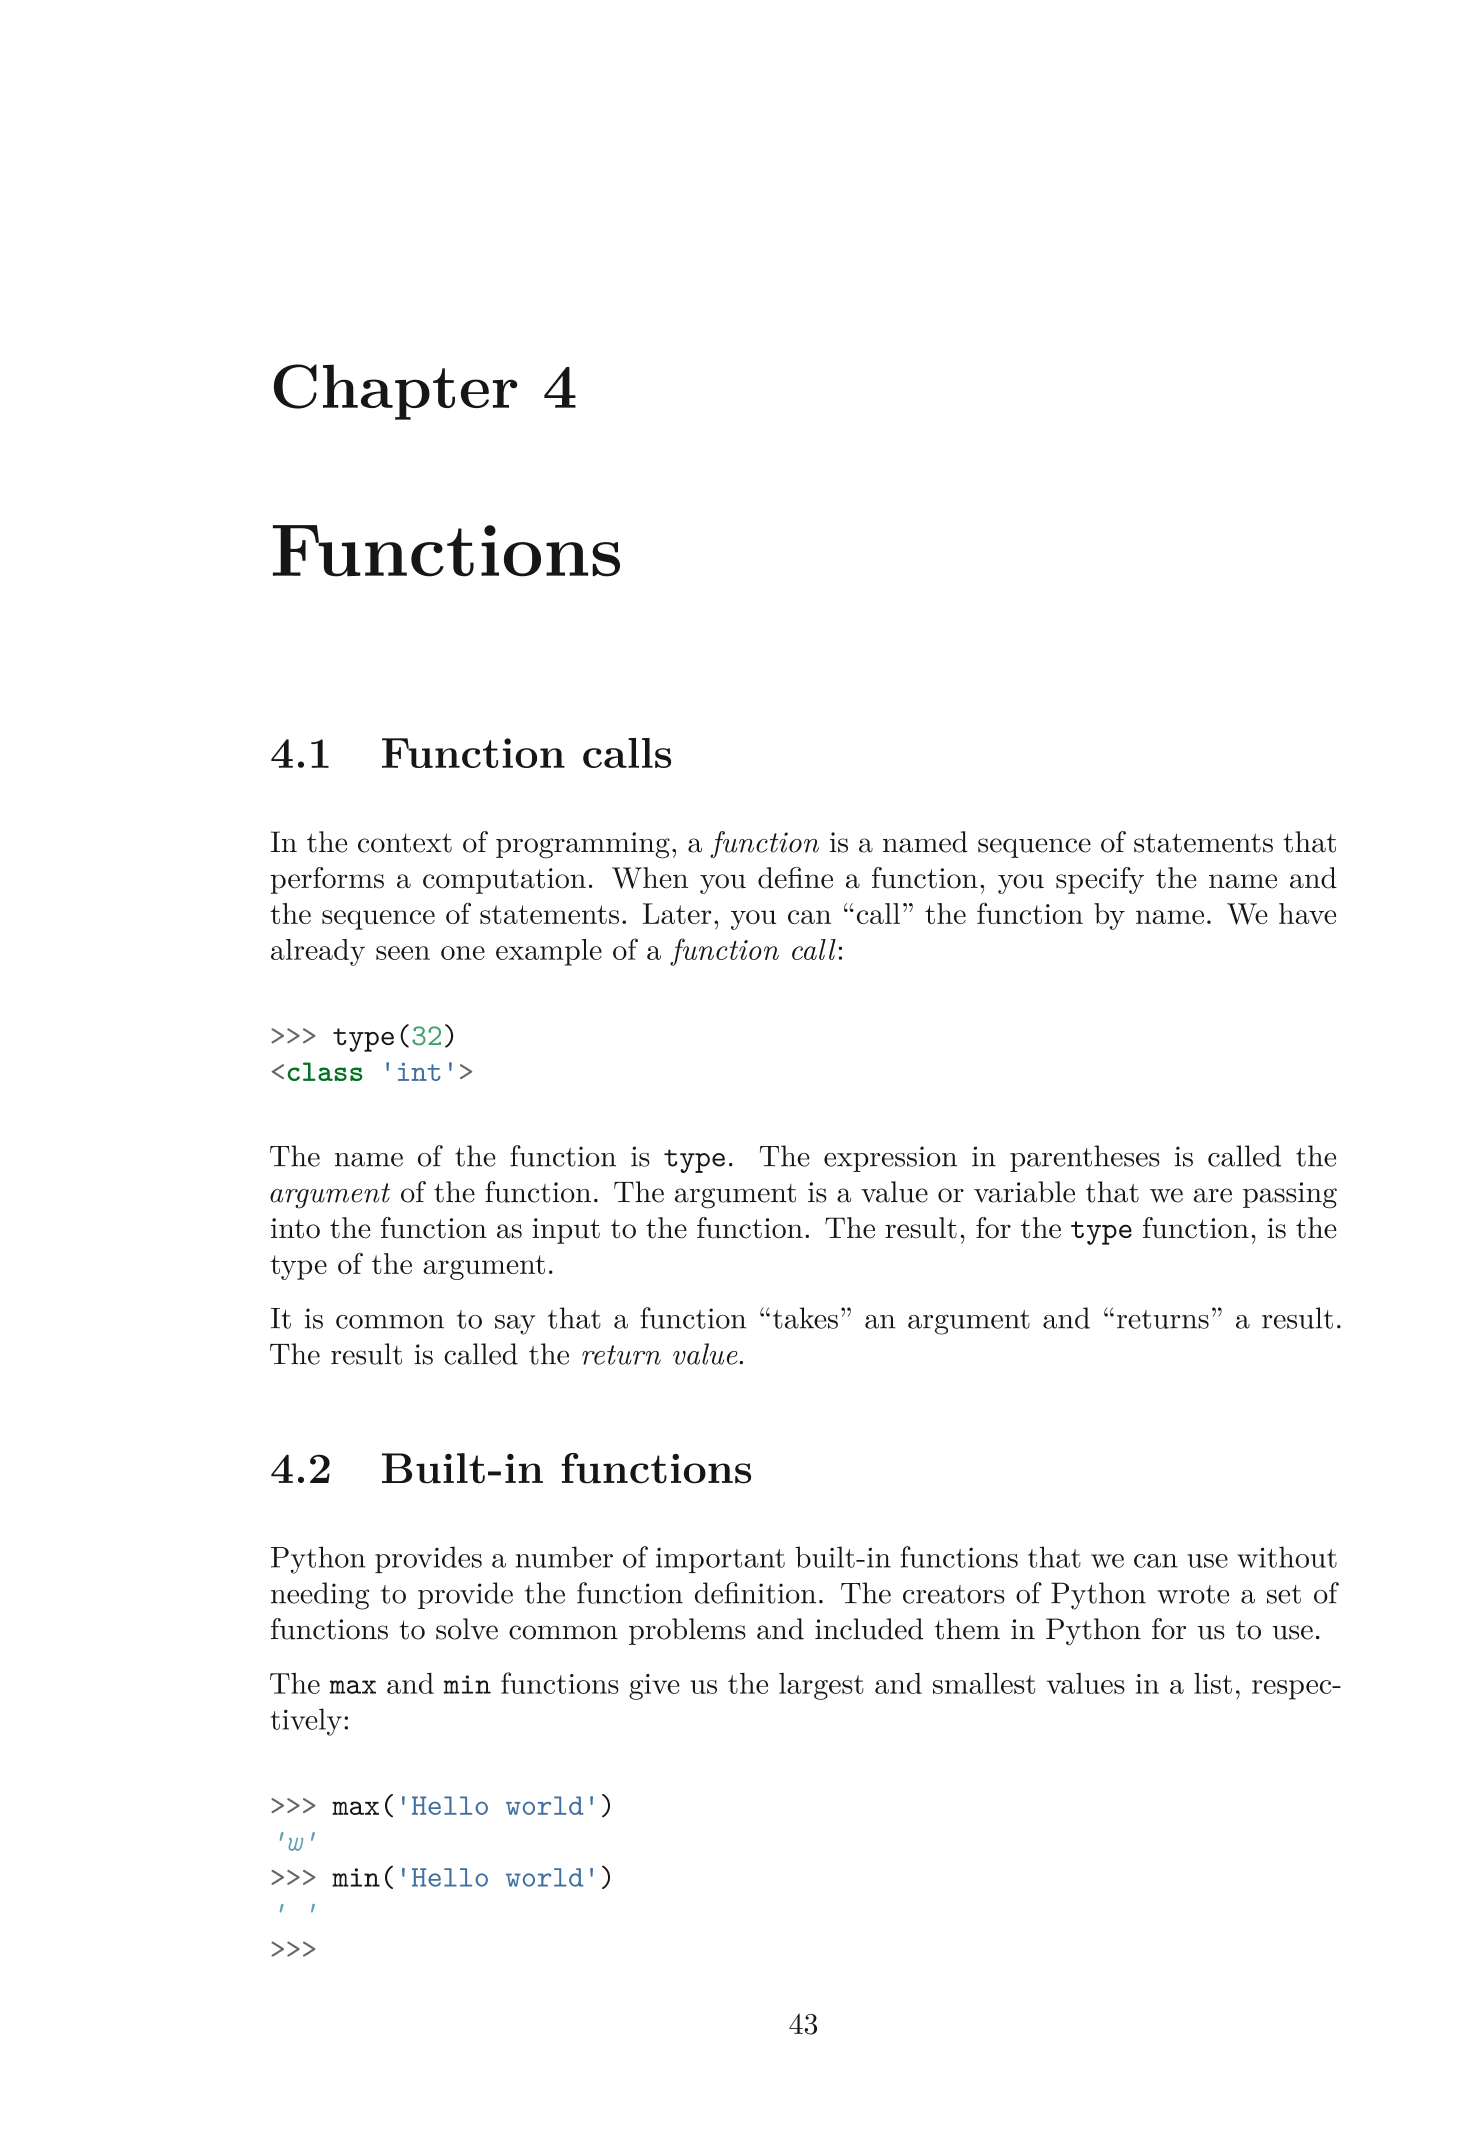 Chapter 4
Functions
4.1 Function calls
In the context of programming, a function is a named sequence of statements that
performs a computation. When you define a function, you specify the name and
the sequence of statements. Later, you can “call” the function by name. We have
already seen one example of a function call:
>>> type(32)
<class 'int'>
The name of the function is type. The expression in parentheses is called the
argument of the function. The argument is a value or variable that we are passing
into the function as input to the function. The result, for the type function, is the
type of the argument.
It is common to say that a function “takes” an argument and “returns” a result.
The result is called the return value.
4.2 Built-in functions
Python provides a number of important built-in functions that we can use without
needing to provide the function definition. The creators of Python wrote a set of
functions to solve common problems and included them in Python for us to use.
The max and min functions give us the largest and smallest values in a list, respec-
tively:
>>> max('Hello world')
'w'
>>> min('Hello world')
' '
>>>
43